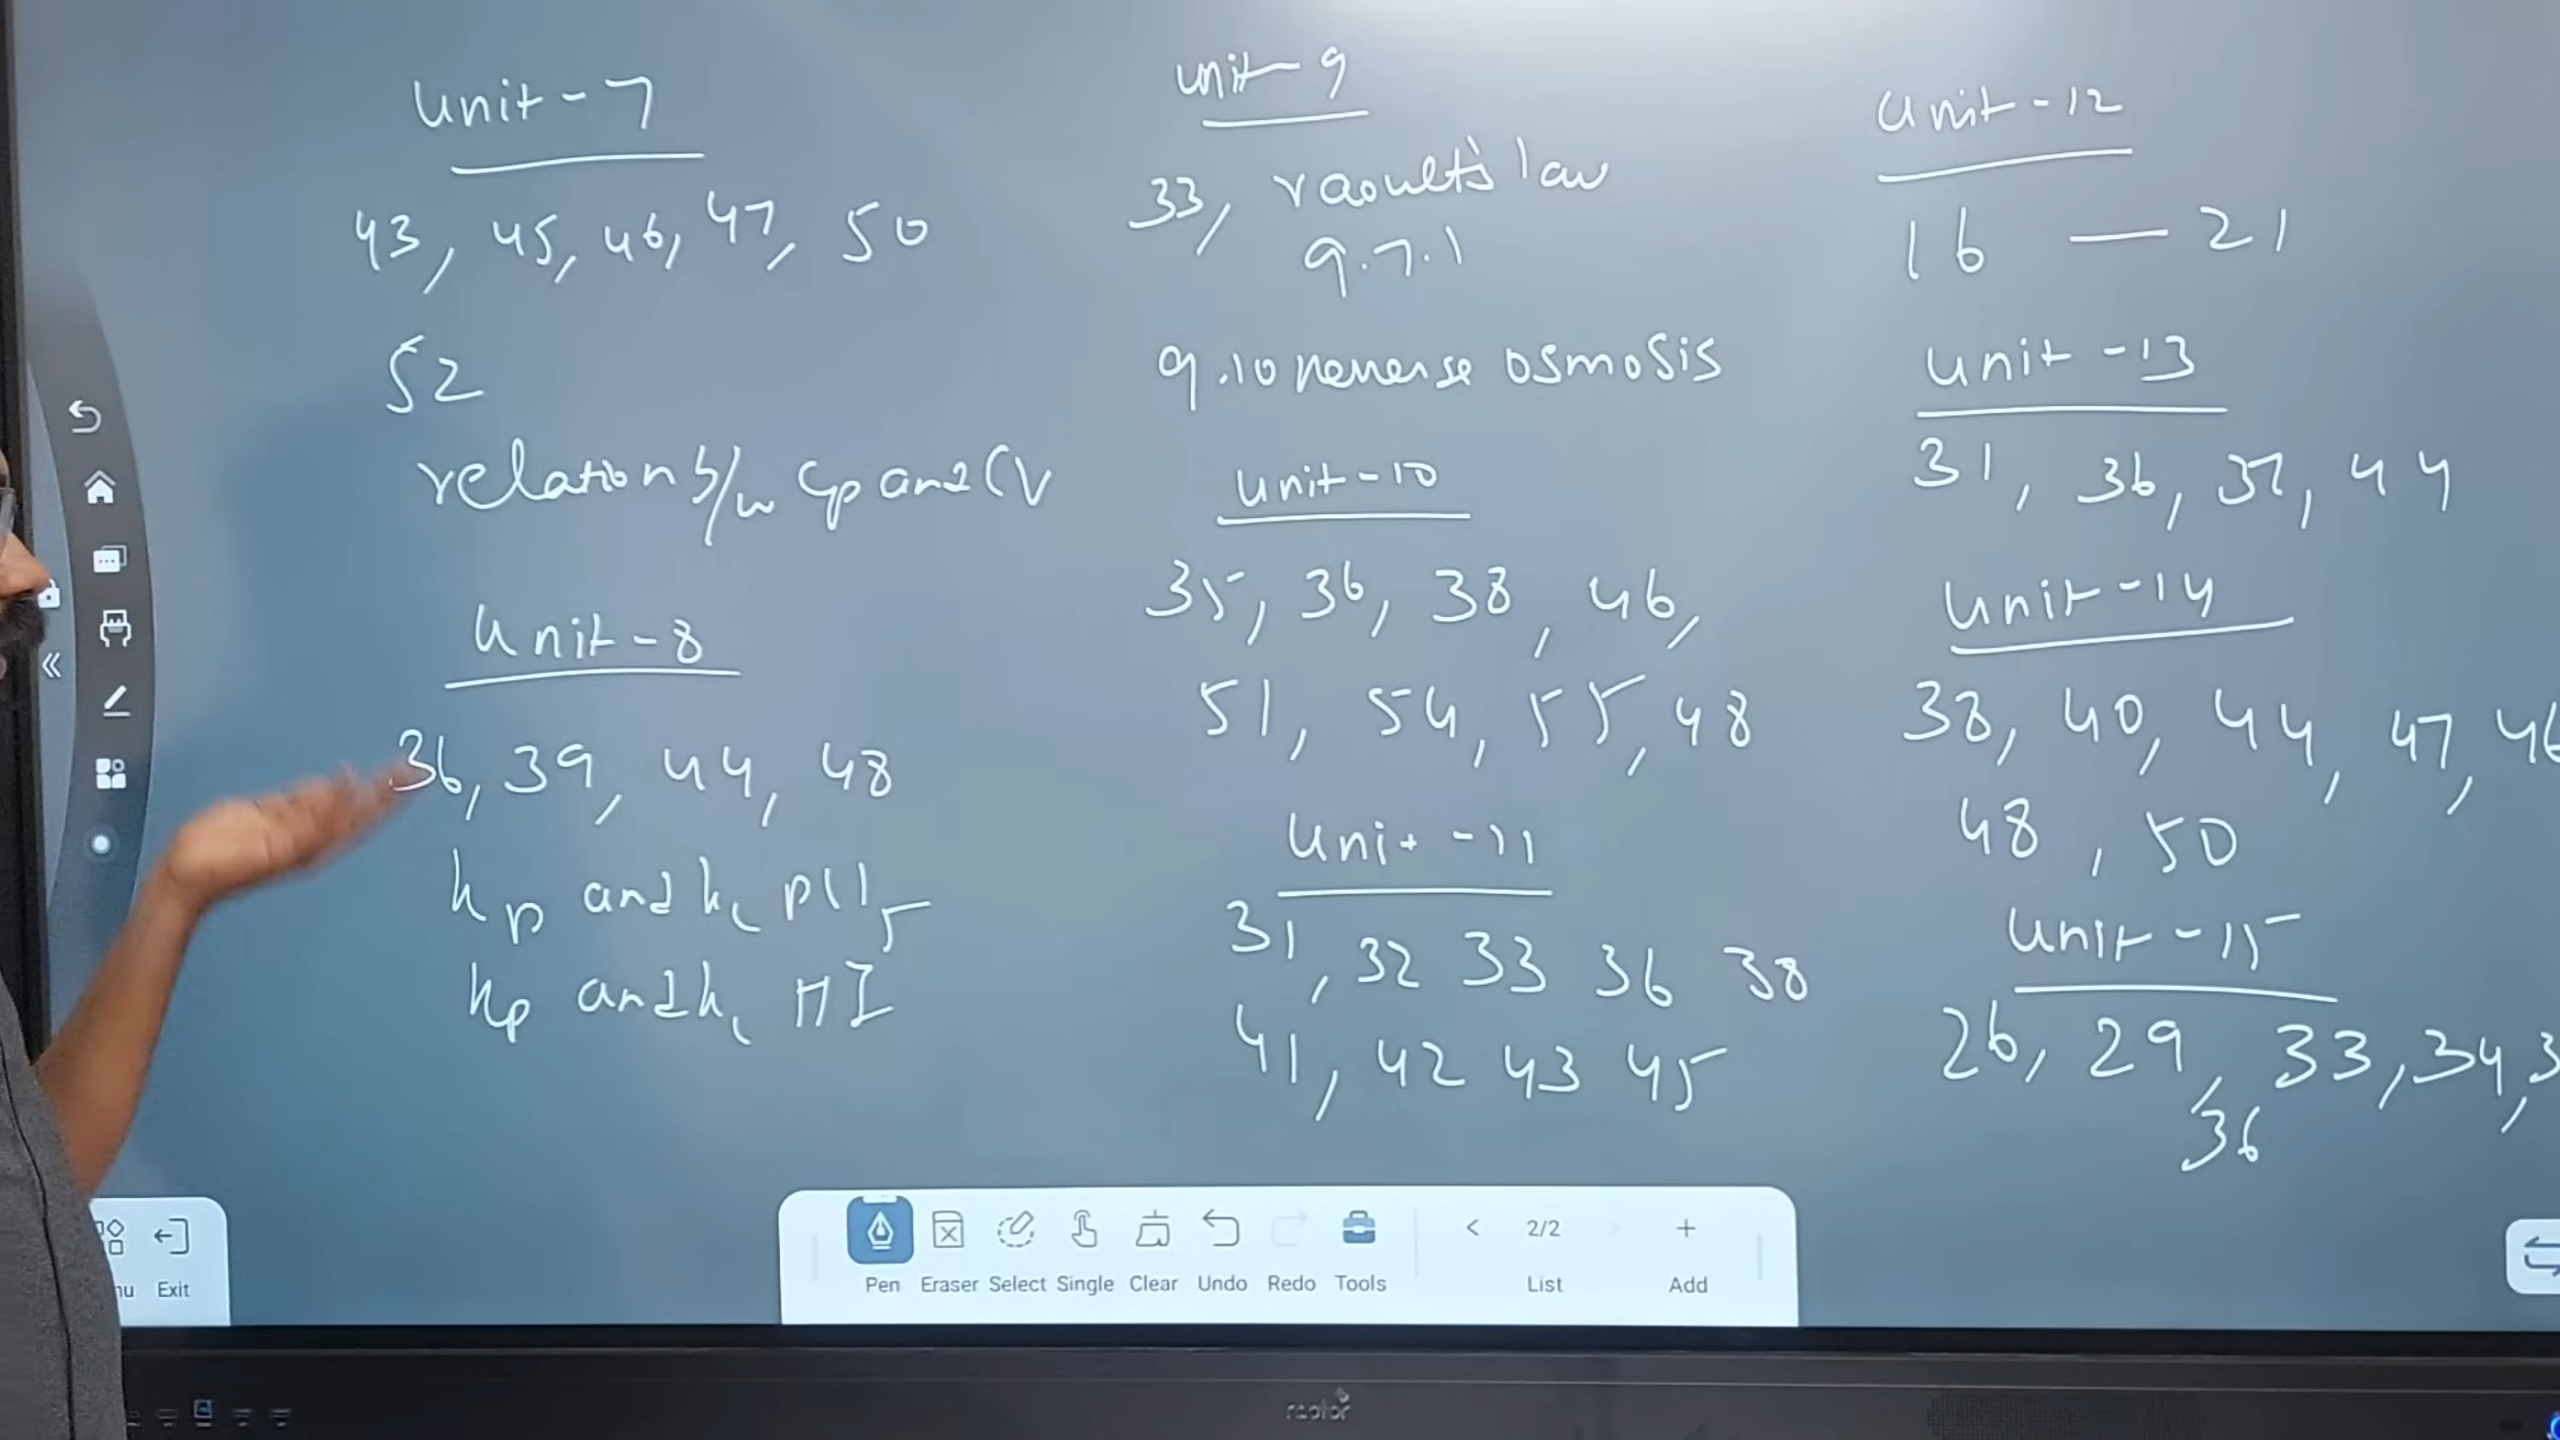 unit-7
43, 45, 46, 47, 50
52
relation b/w Cp and Cv
unit-8
36, 39, 44, 48
kp and kc pcl5
kp and kc HI
unit-9
33, raoult's law
9.7.1
9.10 reverse osmosis
unit-10
35, 36, 38, 46,
51, 54, 55, 48
unit-11
31, 32 33 36 38
41, 42 43 45
unit-12
16 — 21
unit-13
31, 36, 37, 44
unit-14
38, 40, 44, 47, 46
48, 50
unit-15
26, 29, 33, 34, 3
36
Exit
Pen Eraser Select Single Clear Undo Redo Tools
< 2/2 +
List Add